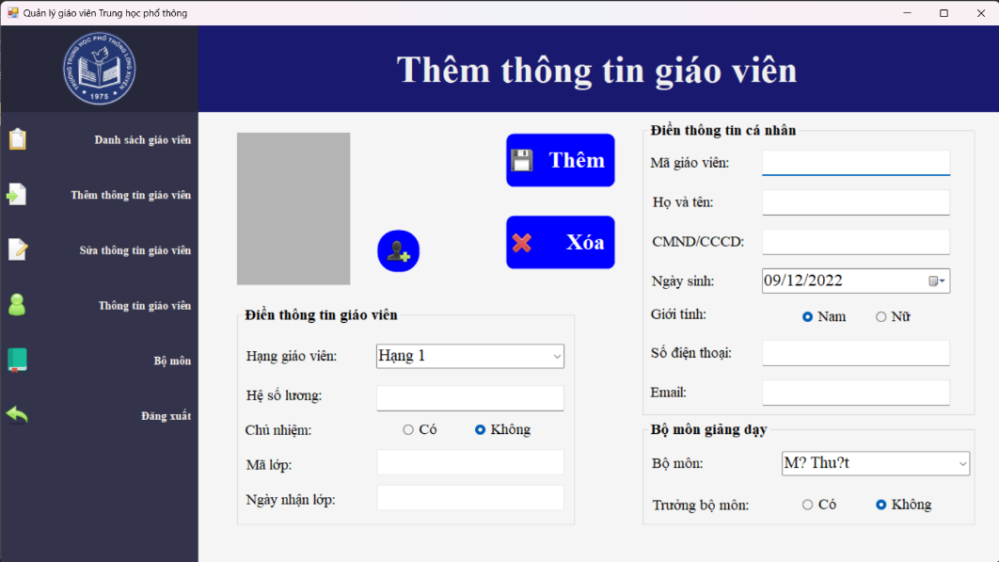 Quản lý giáo viên Trung học phổ thông
TRƯỜNG TRUNG HỌC PHỔ THÔNG LONG XUYÊN
1975
Thêm thông tin giáo viên
Danh sách giáo viên
Thêm thông tin giáo viên
Sửa thông tin giáo viên
Thông tin giáo viên
Bộ môn
Đăng xuất
Thêm
Xóa
Điền thông tin giáo viên
Hạng giáo viên:
Hạng 1
Hệ số lương:
Chủ nhiệm:
Có
Không
Mã lớp:
Ngày nhận lớp:
Điền thông tin cá nhân
Mã giáo viên:
Họ và tên:
CMND/CCCD:
Ngày sinh:
09/12/2022
Giới tính:
Nam
Nữ
Số điện thoại:
Email:
Bộ môn giảng dạy
Bộ môn:
M? Thu?t
Trưởng bộ môn:
Có
Không